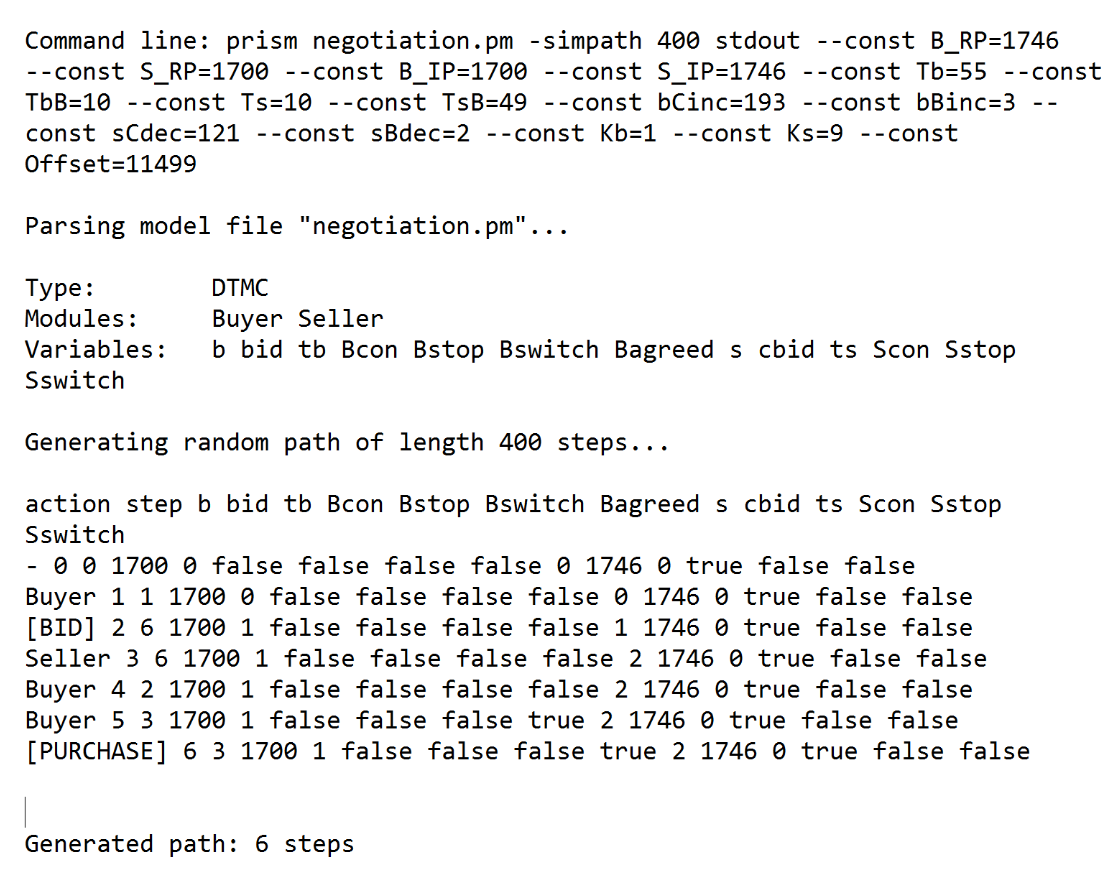 Command line: prism negotiation.pm -simpath 400 stdout --const B_RP=1746
--const S_RP=1700 --const B_IP=1700 --const S_IP=1746 --const Tb=55 --const
TbB=10 --const Ts=10 --const TsB=49 --const bCinc=193 --const bBinc=3 --
const sCdec=121 --const sBdec=2 --const Kb=1 --const Ks=9 --const
Offset=11499
Parsing model file "negotiation.pm"...
Type: DTMC
Modules: Buyer Seller
Variables: b bid tb Bcon Bstop Bswitch Bagreed s cbid ts Scon Sstop
Sswitch
Generating random path of length 400 steps...
action step b bid tb Bcon Bstop Bswitch Bagreed s cbid ts Scon Sstop
Sswitch
- 0 0 1700 0 false false false false 0 1746 0 true false false
Buyer 1 1 1700 0 false false false false 0 1746 0 true false false
[BID] 2 6 1700 1 false false false false 1 1746 0 true false false
Seller 3 6 1700 1 false false false false 2 1746 0 true false false
Buyer 4 2 1700 1 false false false false 2 1746 0 true false false
Buyer 5 3 1700 1 false false false true 2 1746 0 true false false
[PURCHASE] 6 3 1700 1 false false false true 2 1746 0 true false false
Generated path: 6 steps